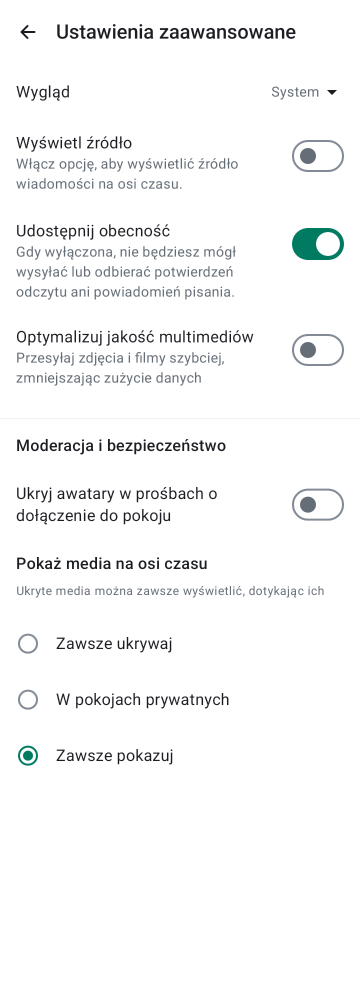 Ustawienia zaawansowane
Wygląd
System
Wyświetl źródło
Włącz opcję, aby wyświetlić źródło
wiadomości na osi czasu.
Udostępnij obecność
Gdy wyłączona, nie będziesz mógł
wysyłać lub odbierać potwierdzeń
odczytu ani powiadomień pisania.
Optymalizuj jakość multimediów
Przesyłaj zdjęcia i filmy szybciej,
zmniejszając zużycie danych
Moderacja i bezpieczeństwo
Ukryj awatary w prośbach o
dołączenie do pokoju
Pokaż media na osi czasu
Ukryte media można zawsze wyświetlić, dotykając ich
Zawsze ukrywaj
W pokojach prywatnych
Zawsze pokazuj